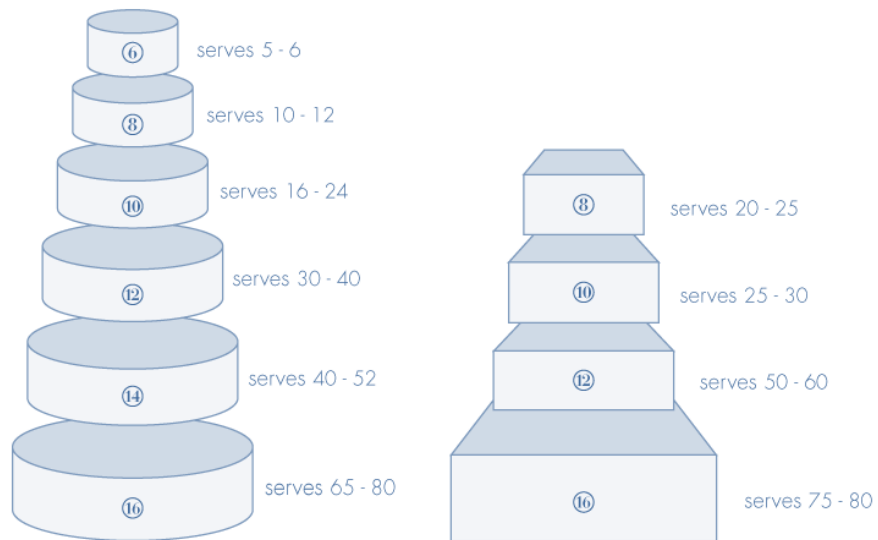 6 serves 5 - 6
8 serves 10 - 12
10 serves 16 - 24
12 serves 30 - 40
14 serves 40 - 52
16 serves 65 - 80
8 serves 20 - 25
10 serves 25 - 30
12 serves 50 - 60
16 serves 75 - 80